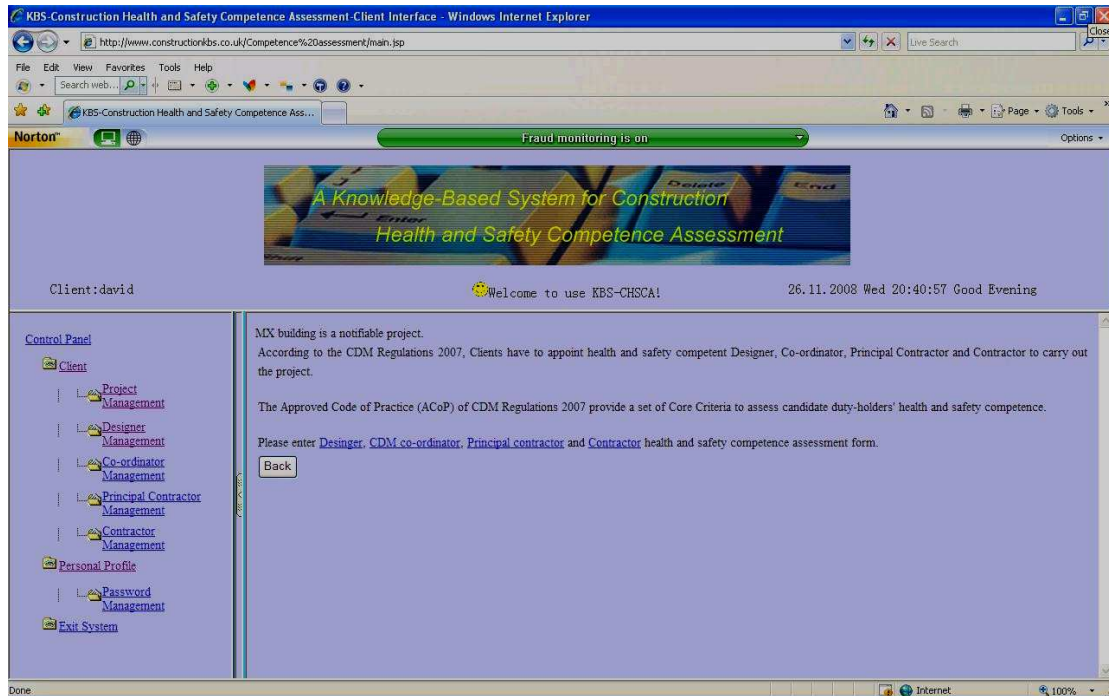 KBS-Construction Health and Safety Competence Assessment-Client Interface - Windows Internet Explorer
Close
http://www.constructionkbs.co.uk/Competence%20assessment/main.jsp
Live Search
File Edit View Favorites Tools Help
Search web...
KBS-Construction Health and Safety Competence Ass...
Page Tools
Norton
Fraud monitoring is on
Options
A Knowledge-Based System for Construction
Health and Safety Competence Assessment
Delete
End
Enter
Client:david
Welcome to use KBS-CHSCA!
26.11.2008 Wed 20:40:57 Good Evening
Control Panel
Client
Project
Management
Designer
Management
Co-ordinator
Management
Principal Contractor
Management
Contractor
Management
Personal Profile
Password
Management
Exit System
MX building is a notifiable project.
According to the CDM Regulations 2007, Clients have to appoint health and safety competent Designer, Co-ordinator, Principal Contractor and Contractor to carry out
the project.
The Approved Code of Practice (ACoP) of CDM Regulations 2007 provide a set of Core Criteria to assess candidate duty-holders' health and safety competence.
Please enter Desinger, CDM co-ordinator, Principal contractor and Contractor health and safety competence assessment form.
Back
Done
Internet
100%